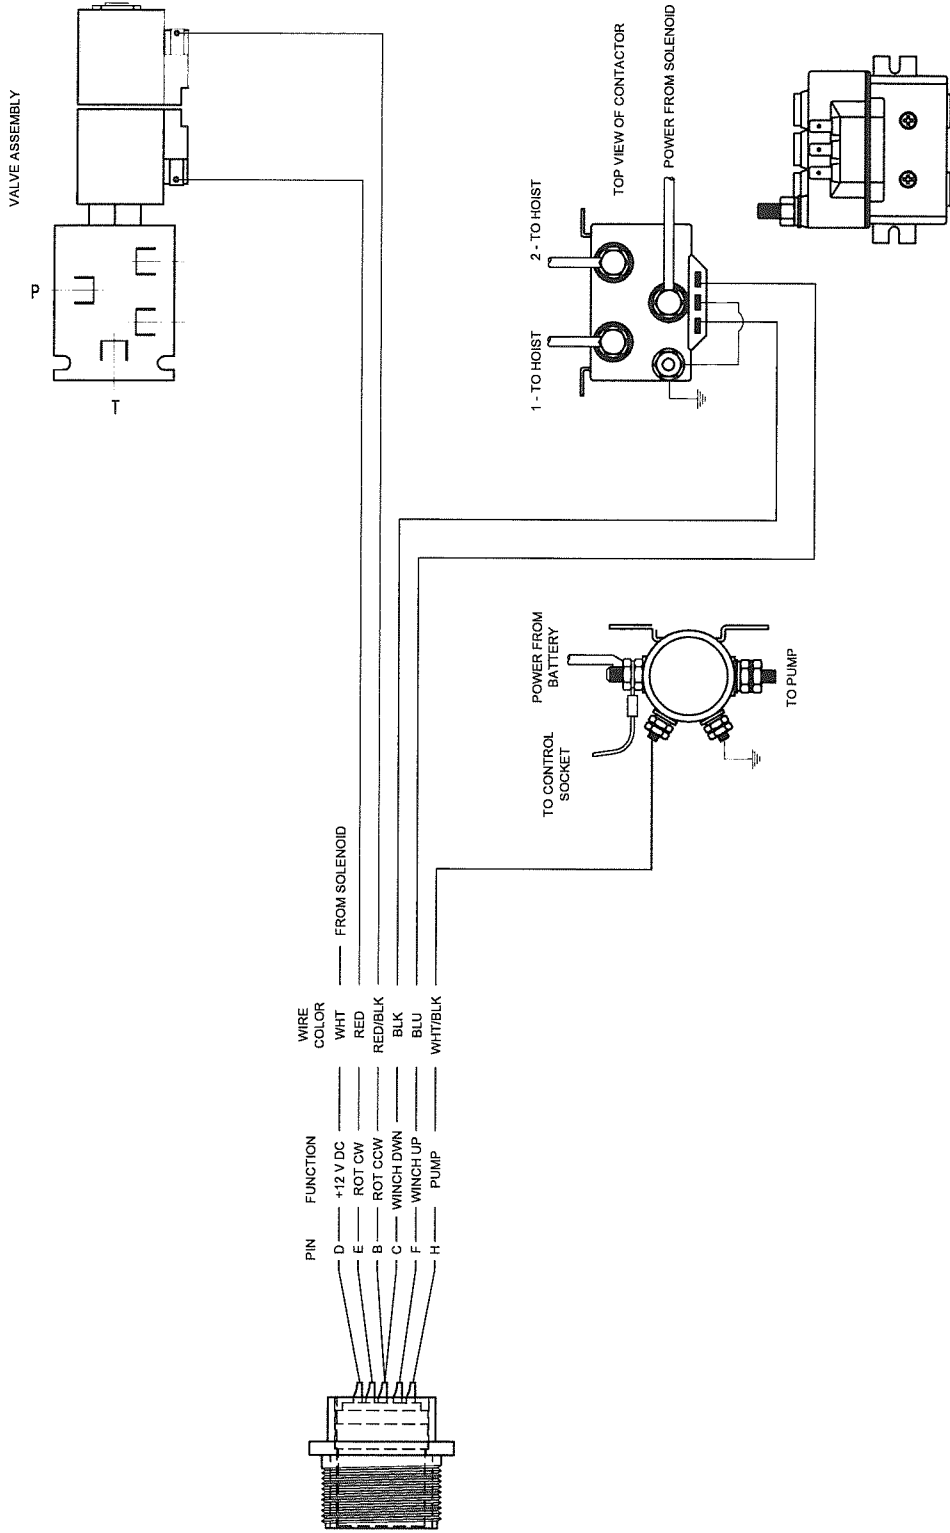 VALVE ASSEMBLY
P
T
TOP VIEW OF CONTACTOR
POWER FROM SOLENOID
2 - TO HOIST
1 - TO HOIST
POWER FROM
BATTERY
TO CONTROL
SOCKET
TO PUMP
PIN FUNCTION WIRE
COLOR
D +12 V DC WHT FROM SOLENOID
E ROT CW RED
B ROT CCW RED/BLK
C WINCH DWN BLK
F WINCH UP BLU
H PUMP WHT/BLK